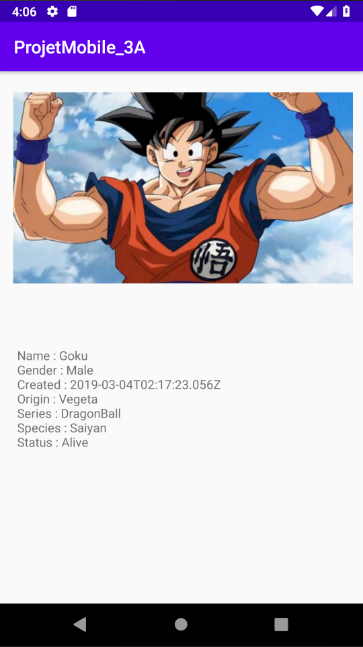 4:06
ProjetMobile_3A
悟
Name : Goku
Gender : Male
Created : 2019-03-04T02:17:23.056Z
Origin : Vegeta
Series : DragonBall
Species : Saiyan
Status : Alive